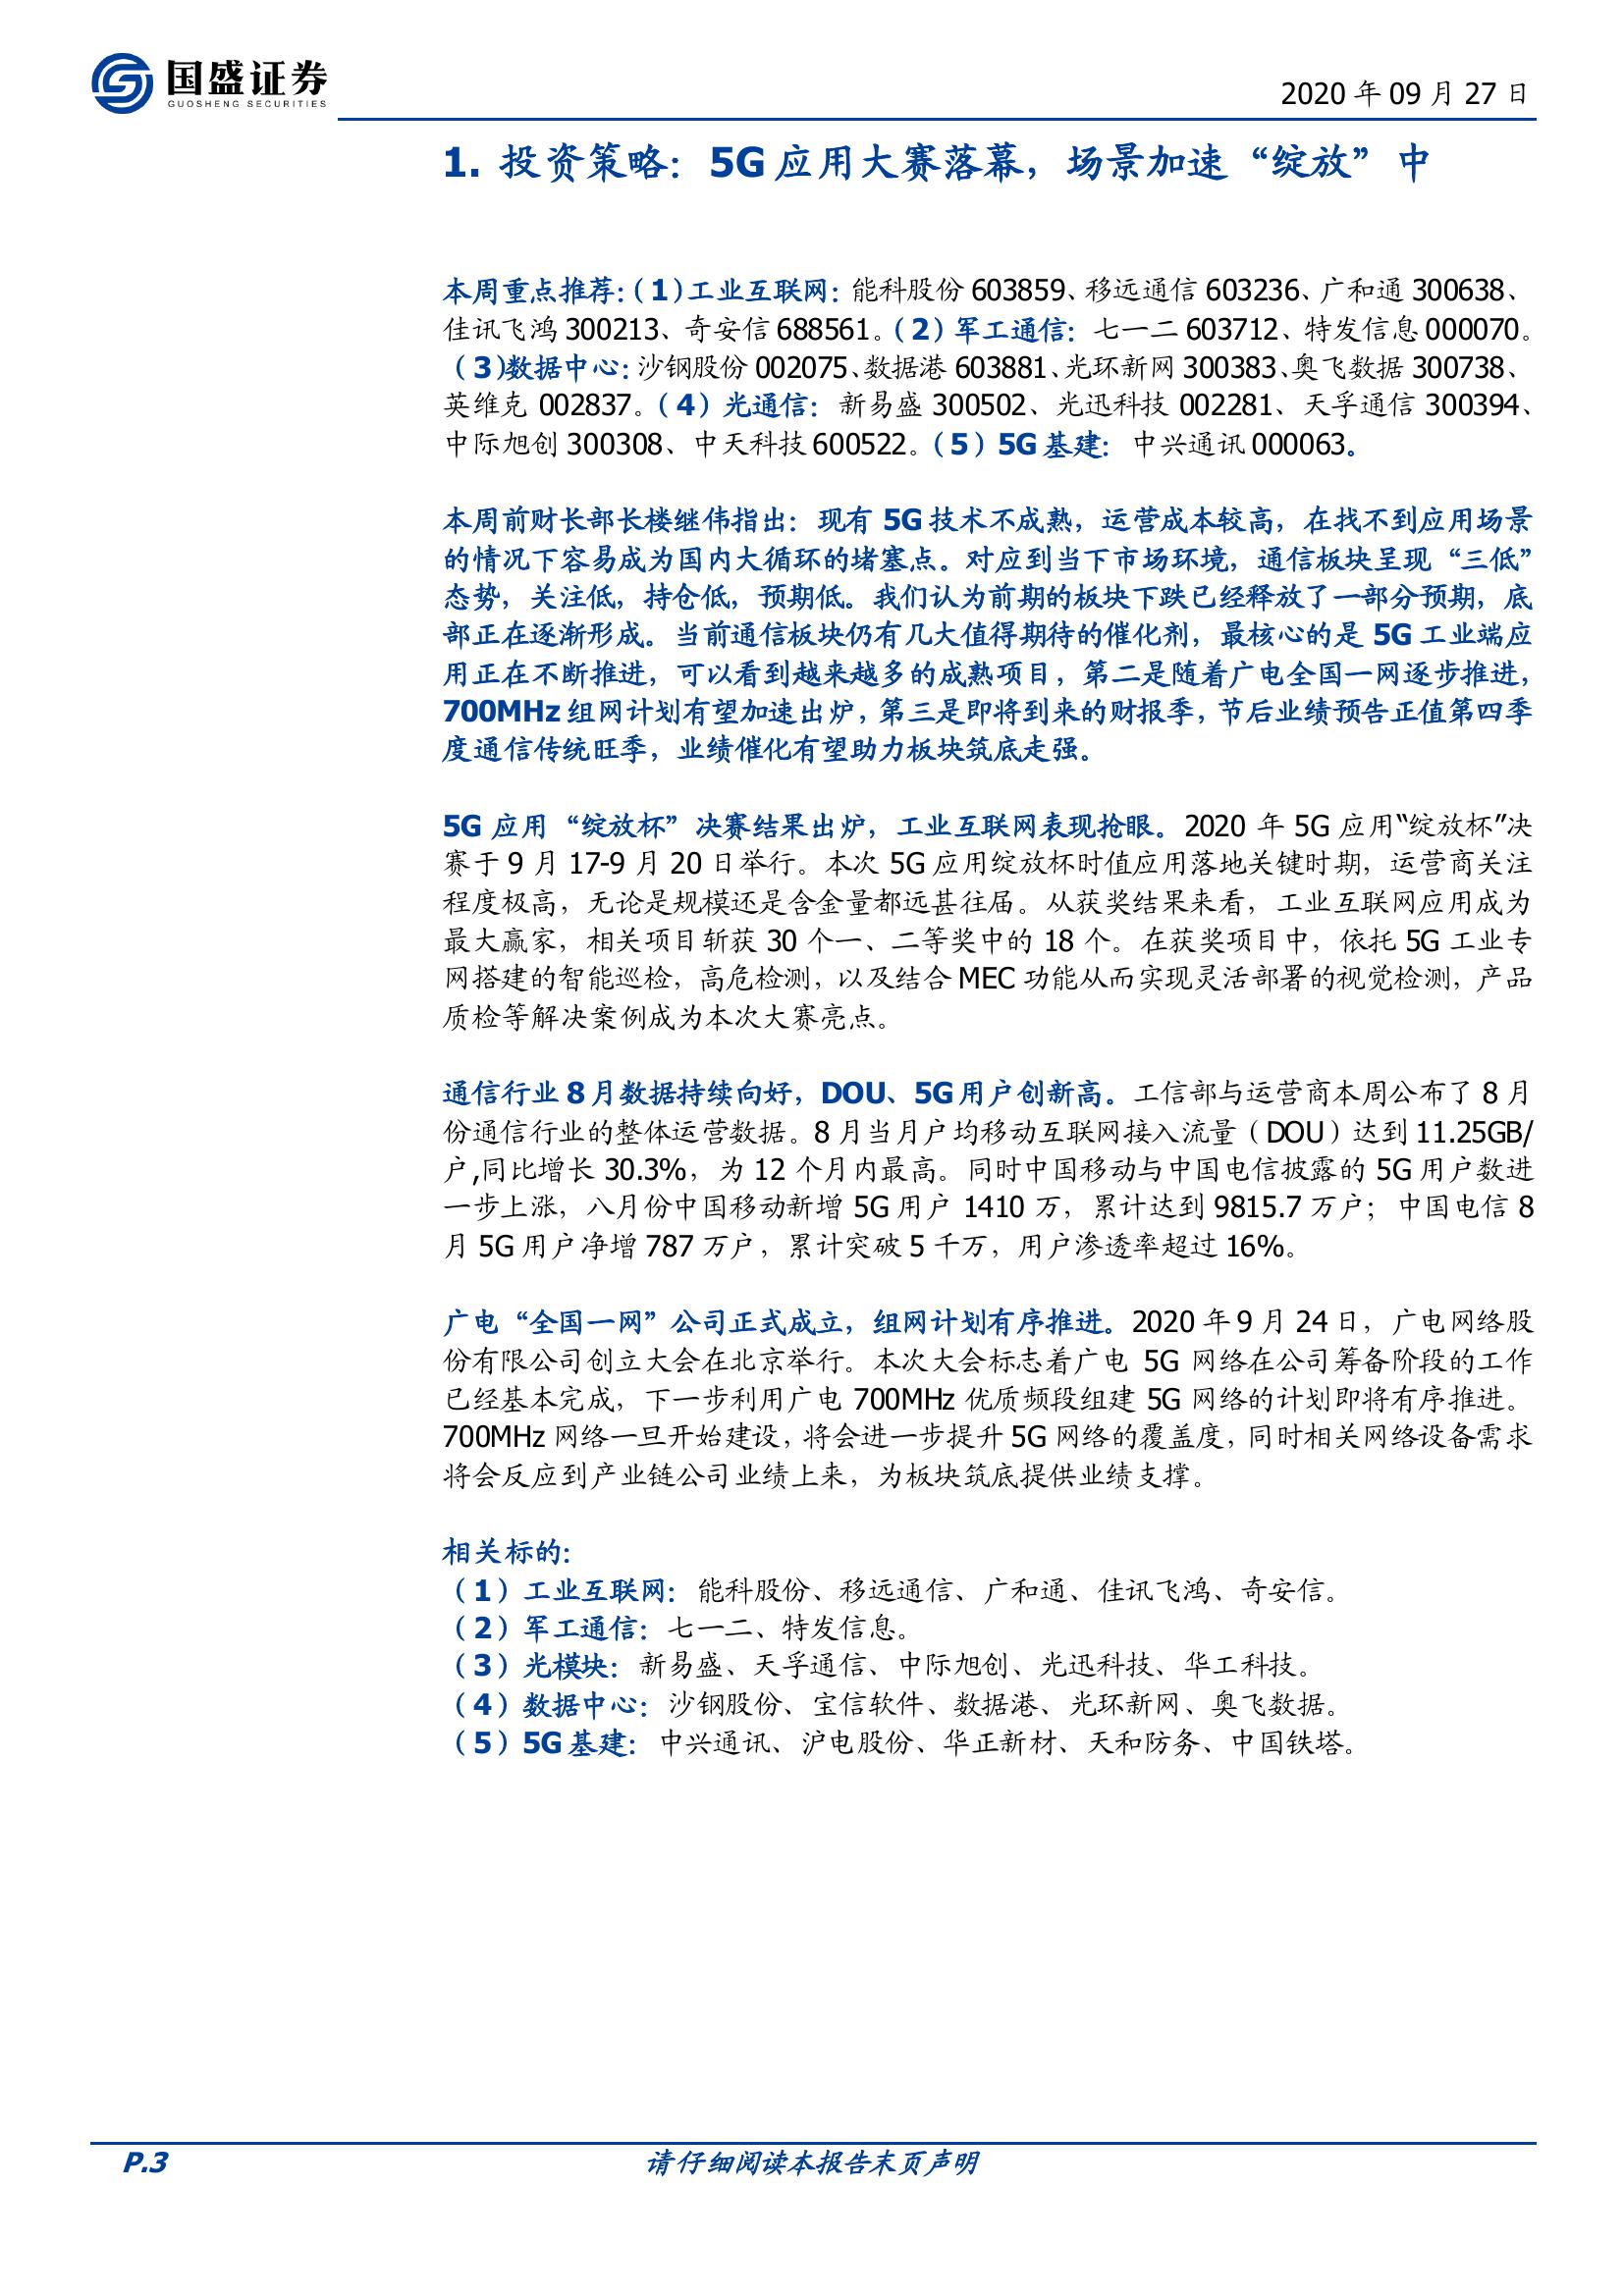 国盛证券
GUOSHENG SECURITIES
2020 年 09 月 27 日
1. 投资策略：5G 应用大赛落幕，场景加速“绽放”中
本周重点推荐：（1）工业互联网：能科股份 603859、移远通信 603236、广和通 300638、
佳讯飞鸿 300213、奇安信 688561。（2）军工通信：七一二 603712、特发信息 000070。
（3)数据中心：沙钢股份 002075、数据港 603881、光环新网 300383、奥飞数据 300738、
英维克 002837。（4）光通信：新易盛 300502、光迅科技 002281、天孚通信 300394、
中际旭创 300308、中天科技 600522。（5）5G 基建：中兴通讯 000063。
本周前财长部长楼继伟指出：现有 5G 技术不成熟，运营成本较高，在找不到应用场景
的情况下容易成为国内大循环的堵塞点。对应到当下市场环境，通信板块呈现“三低”
态势，关注低，持仓低，预期低。我们认为前期的板块下跌已经释放了一部分预期，底
部正在逐渐形成。当前通信板块仍有几大值得期待的催化剂，最核心的是 5G 工业端应
用正在不断推进，可以看到越来越多的成熟项目，第二是随着广电全国一网逐步推进，
700MHz 组网计划有望加速出炉，第三是即将到来的财报季，节后业绩预告正值第四季
度通信传统旺季，业绩催化有望助力板块筑底走强。
5G 应用“绽放杯”决赛结果出炉，工业互联网表现抢眼。2020 年 5G 应用“绽放杯”决
赛于 9 月 17-9 月 20 日举行。本次 5G 应用绽放杯时值应用落地关键时期，运营商关注
程度极高，无论是规模还是含金量都远甚往届。从获奖结果来看，工业互联网应用成为
最大赢家，相关项目斩获 30 个一、二等奖中的 18 个。在获奖项目中，依托 5G 工业专
网搭建的智能巡检，高危检测，以及结合 MEC 功能从而实现灵活部署的视觉检测，产品
质检等解决案例成为本次大赛亮点。
通信行业 8 月数据持续向好，DOU、5G 用户创新高。工信部与运营商本周公布了 8 月
份通信行业的整体运营数据。8 月当月户均移动互联网接入流量（DOU）达到 11.25GB/
户,同比增长 30.3%，为 12 个月内最高。同时中国移动与中国电信披露的 5G 用户数进
一步上涨，八月份中国移动新增 5G 用户 1410 万，累计达到 9815.7 万户；中国电信 8
月 5G 用户净增 787 万户，累计突破 5 千万，用户渗透率超过 16%。
广电“全国一网”公司正式成立，组网计划有序推进。2020 年 9 月 24 日，广电网络股
份有限公司创立大会在北京举行。本次大会标志着广电 5G 网络在公司筹备阶段的工作
已经基本完成，下一步利用广电 700MHz 优质频段组建 5G 网络的计划即将有序推进。
700MHz 网络一旦开始建设，将会进一步提升 5G 网络的覆盖度，同时相关网络设备需求
将会反应到产业链公司业绩上来，为板块筑底提供业绩支撑。
相关标的：
（1）工业互联网：能科股份、移远通信、广和通、佳讯飞鸿、奇安信。
（2）军工通信：七一二、特发信息。
（3）光模块：新易盛、天孚通信、中际旭创、光迅科技、华工科技。
（4）数据中心：沙钢股份、宝信软件、数据港、光环新网、奥飞数据。
（5）5G 基建：中兴通讯、沪电股份、华正新材、天和防务、中国铁塔。
P.3
请仔细阅读本报告末页声明